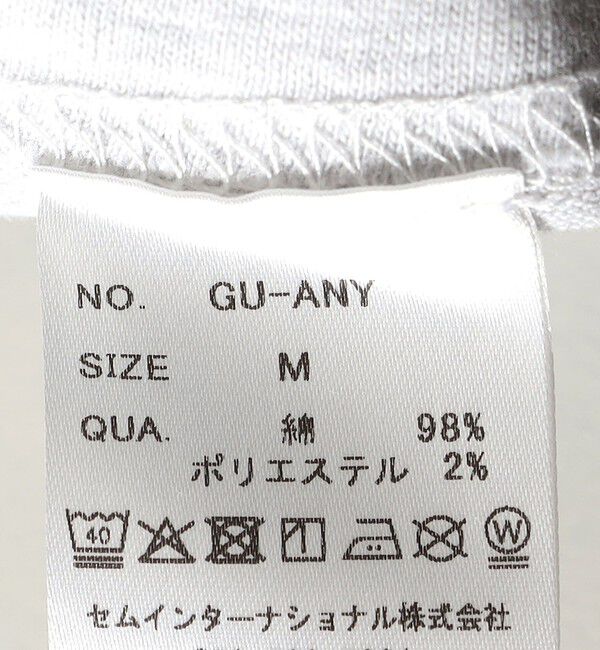 NO. GU-ANY
SIZE M
QUA. 綿 98%
ポリエステル 2%
40 W
セムインターナショナル株式会社